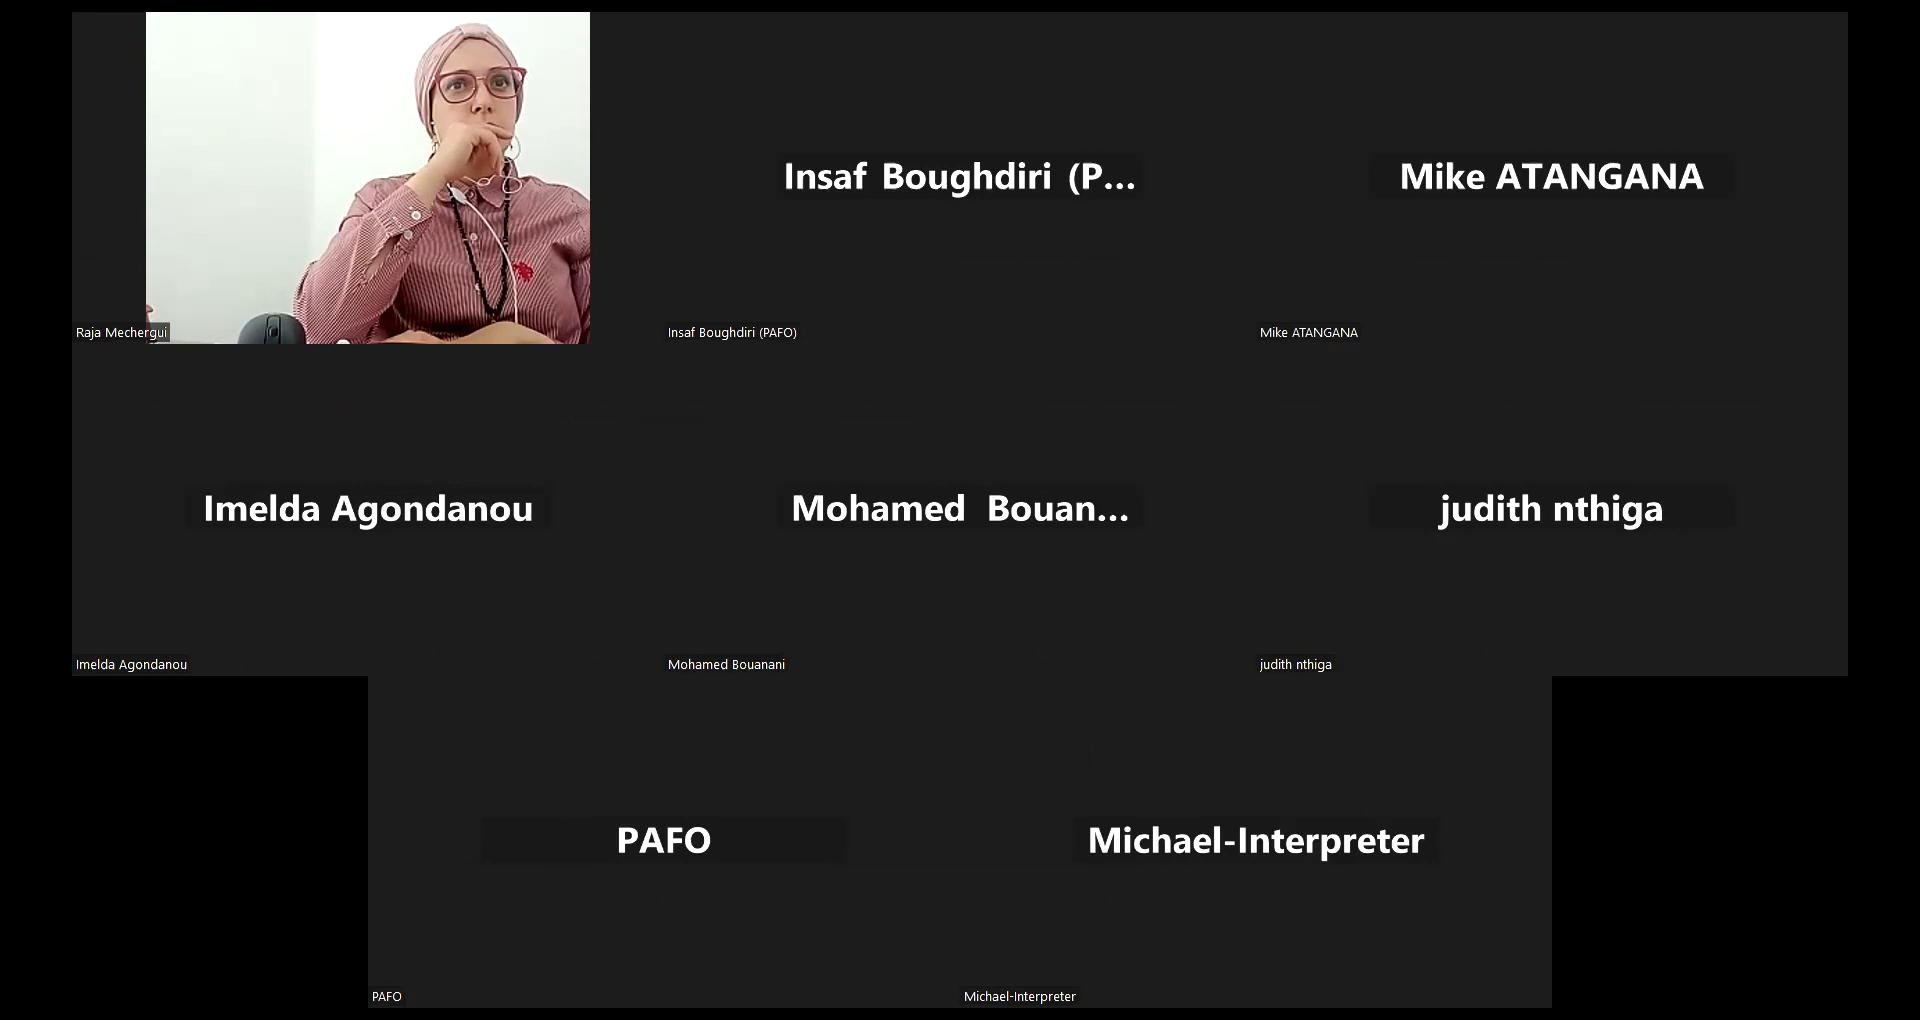 Insaf Boughdiri (P...
Mike ATANGANA
Raja Mechergui
Insaf Boughdiri (PAFO)
Mike ATANGANA
Imelda Agondanou
Mohamed Bouan...
judith nthiga
Imelda Agondanou
Mohamed Bouanani
judith nthiga
PAFO
Michael-Interpreter
PAFO
Michael-Interpreter